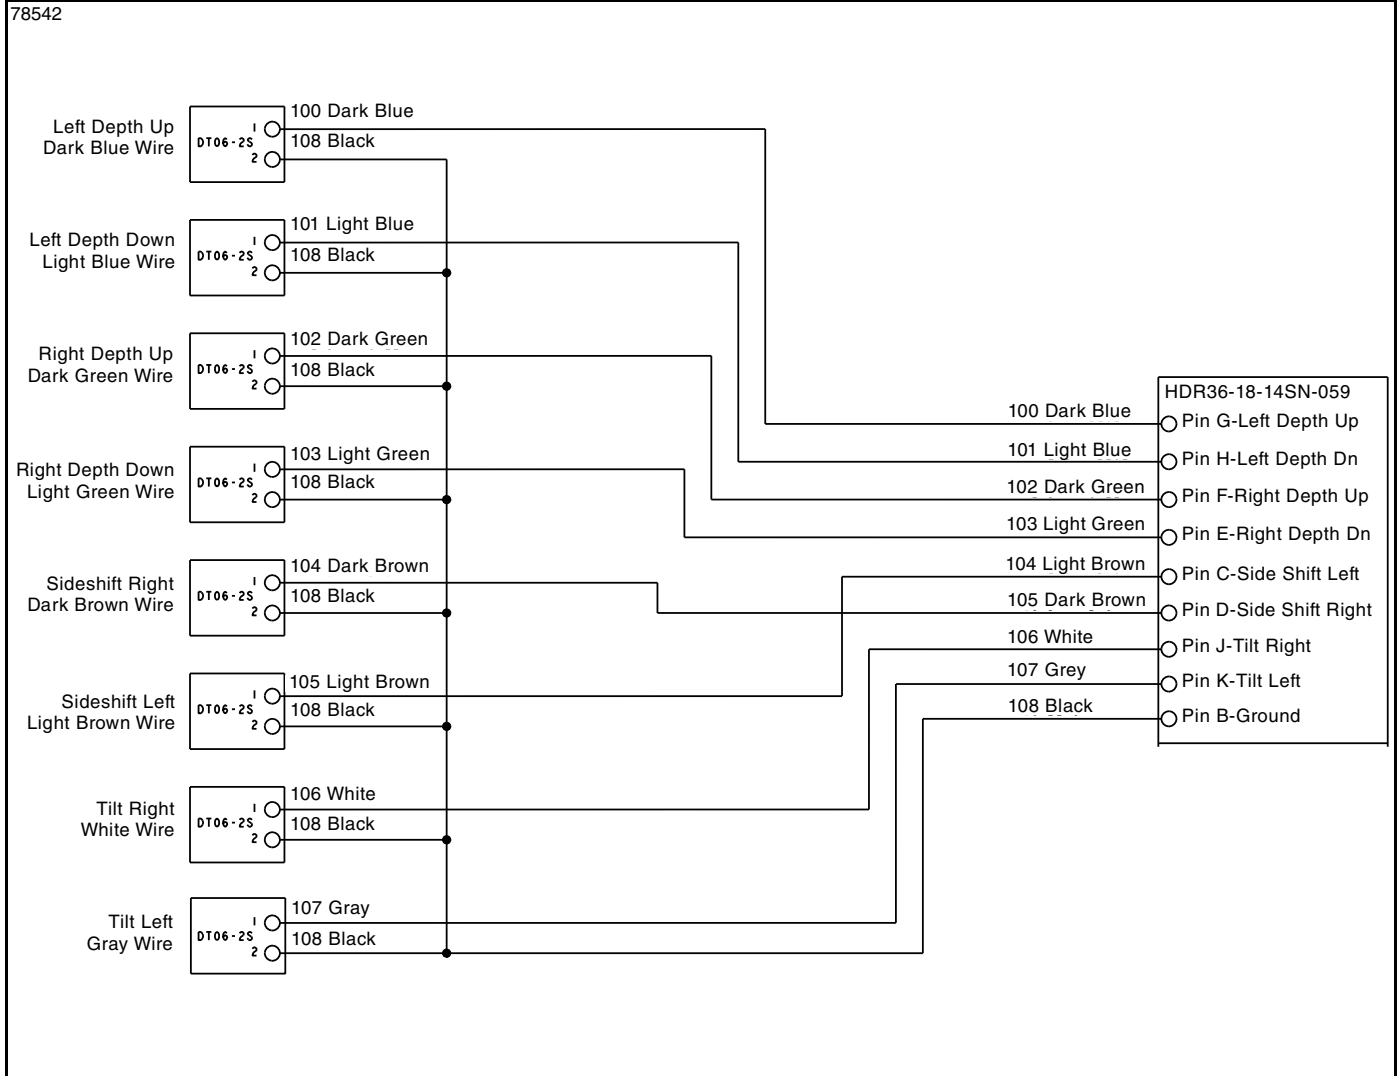 78542
Left Depth Up
Dark Blue Wire
DT06-2S
1
2
100 Dark Blue
108 Black
Left Depth Down
Light Blue Wire
DT06-2S
1
2
101 Light Blue
108 Black
Right Depth Up
Dark Green Wire
DT06-2S
1
2
102 Dark Green
108 Black
Right Depth Down
Light Green Wire
DT06-2S
1
2
103 Light Green
108 Black
Sideshift Right
Dark Brown Wire
DT06-2S
1
2
104 Dark Brown
108 Black
Sideshift Left
Light Brown Wire
DT06-2S
1
2
105 Light Brown
108 Black
Tilt Right
White Wire
DT06-2S
1
2
106 White
108 Black
Tilt Left
Gray Wire
DT06-2S
1
2
107 Gray
108 Black
HDR36-18-14SN-059
100 Dark Blue
Pin G-Left Depth Up
101 Light Blue
Pin H-Left Depth Dn
102 Dark Green
Pin F-Right Depth Up
103 Light Green
Pin E-Right Depth Dn
104 Light Brown
Pin C-Side Shift Left
105 Dark Brown
Pin D-Side Shift Right
106 White
Pin J-Tilt Right
107 Grey
Pin K-Tilt Left
108 Black
Pin B-Ground